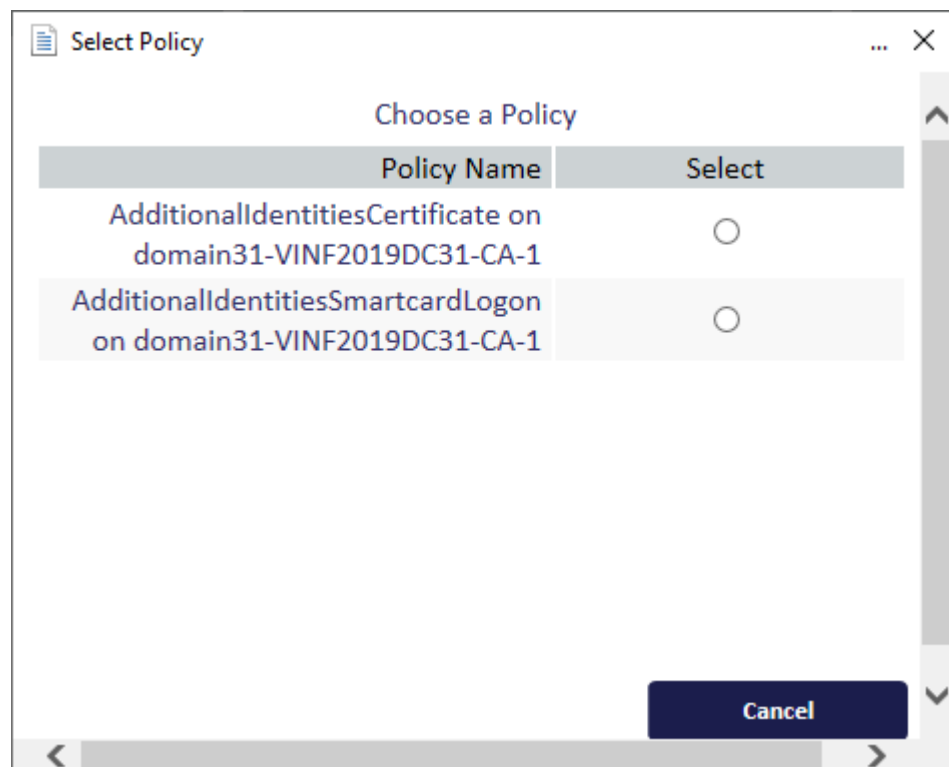 Select Policy ...
Choose a Policy
Policy Name Select
AdditionalIdentitiesCertificate on
domain31-VINF2019DC31-CA-1
AdditionalIdentitiesSmartcardLogon
on domain31-VINF2019DC31-CA-1
Cancel